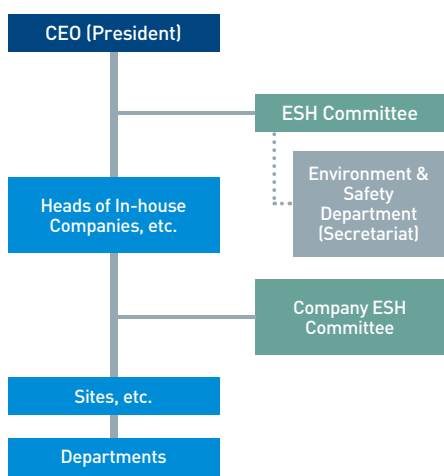 CEO (President)
ESH Committee
Environment &
Safety
Department
(Secretariat)
Heads of In-house
Companies, etc.
Company ESH
Committee
Sites, etc.
Departments